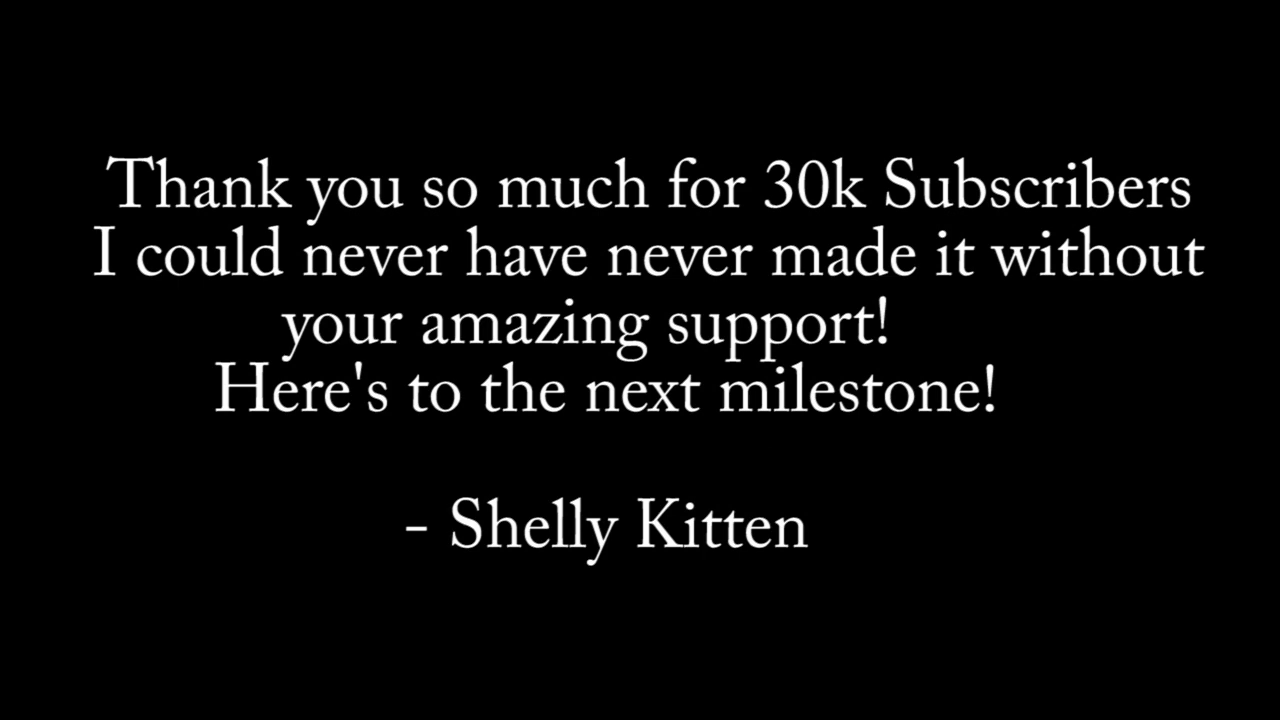 Thank you so much for 30k Subscribers
I could never have never made it without
your amazing support!
Here's to the next milestone!
- Shelly Kitten